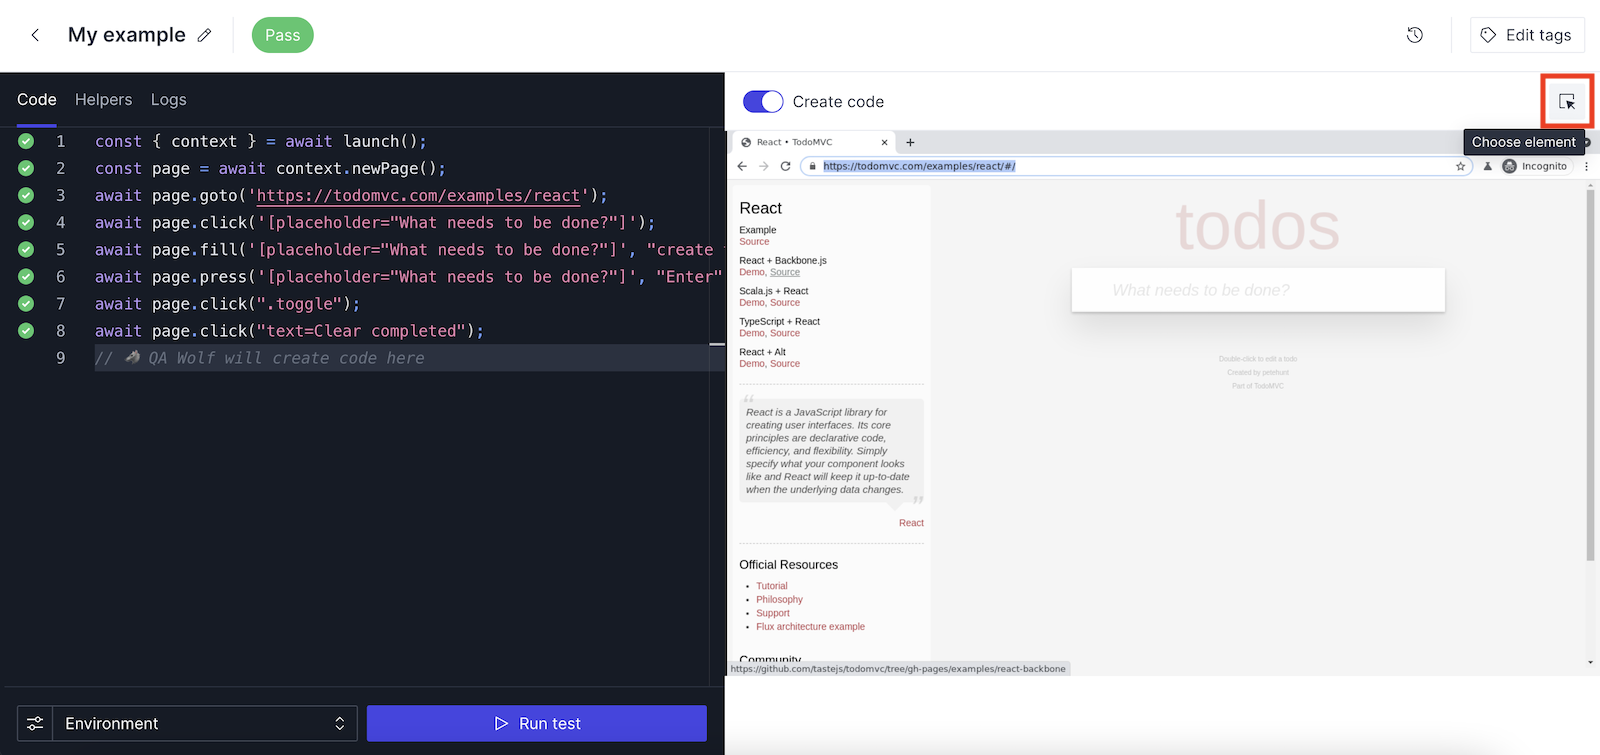 My example
Pass
Edit tags
Code Helpers Logs
1 const { context } = await launch();
2 const page = await context.newPage();
3 await page.goto('https://todomvc.com/examples/react');
4 await page.click('[placeholder="What needs to be done?"]');
5 await page.fill('[placeholder="What needs to be done?"]', "create
6 await page.press('[placeholder="What needs to be done?"]', "Enter"
7 await page.click(".toggle");
8 await page.click("text=Clear completed");
9 // QA Wolf will create code here
Environment
Run test
Create code
Choose element
React • TodoMVC
https://todomvc.com/examples/react/#/
Incognito
React
Example
Source
React + Backbone.js
Demo, Source
Scala.js + React
Demo, Source
TypeScript + React
Demo, Source
React + Alt
Demo, Source
“
React is a JavaScript library for
creating user interfaces. Its core
principles are declarative code,
efficiency, and flexibility. Simply
specify what your component looks
like and React will keep it up-to-date
when the underlying data changes.
”
React
Official Resources
• Tutorial
• Philosophy
• Support
• Flux architecture example
Community
https://github.com/tastejs/todomvc/tree/gh-pages/examples/react-backbone
todos
What needs to be done?
Double-click to edit a todo
Created by petehunt
Part of TodoMVC